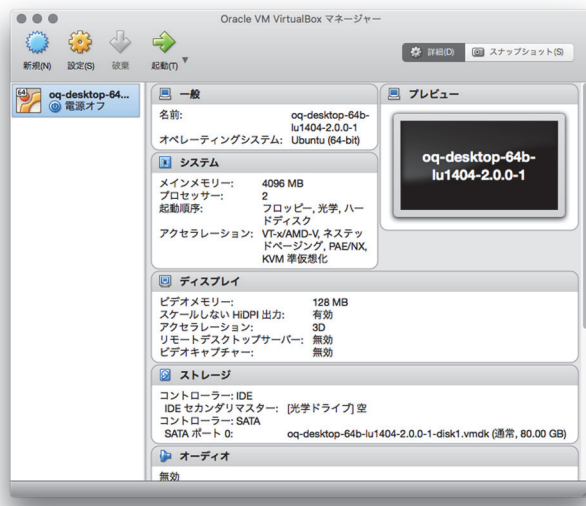 Oracle VM VirtualBox マネージャー
新規(N)
設定(S)
破棄
起動(T)
詳細(D)
スナップショット(S)
64
oq-desktop-64...
電源オフ
一般
名前: oq-desktop-64b-
lu1404-2.0.0-1
オペレーティングシステム: Ubuntu (64-bit)
システム
メインメモリー: 4096 MB
プロセッサー: 2
起動順序: フロッピー, 光学, ハー
ドディスク
アクセラレーション: VT-x/AMD-V, ネステッ
ドページング, PAE/NX,
KVM 準仮想化
プレビュー
oq-desktop-64b-
lu1404-2.0.0-1
ディスプレイ
ビデオメモリー: 128 MB
スケールしない HiDPI 出力: 有効
アクセラレーション: 3D
リモートデスクトップサーバー: 無効
ビデオキャプチャー: 無効
ストレージ
コントローラー: IDE
IDE セカンダリマスター: [光学ドライブ] 空
コントローラー: SATA
SATA ポート 0: oq-desktop-64b-lu1404-2.0.0-1-disk1.vmdk (通常, 80.00 GB)
オーディオ
無効